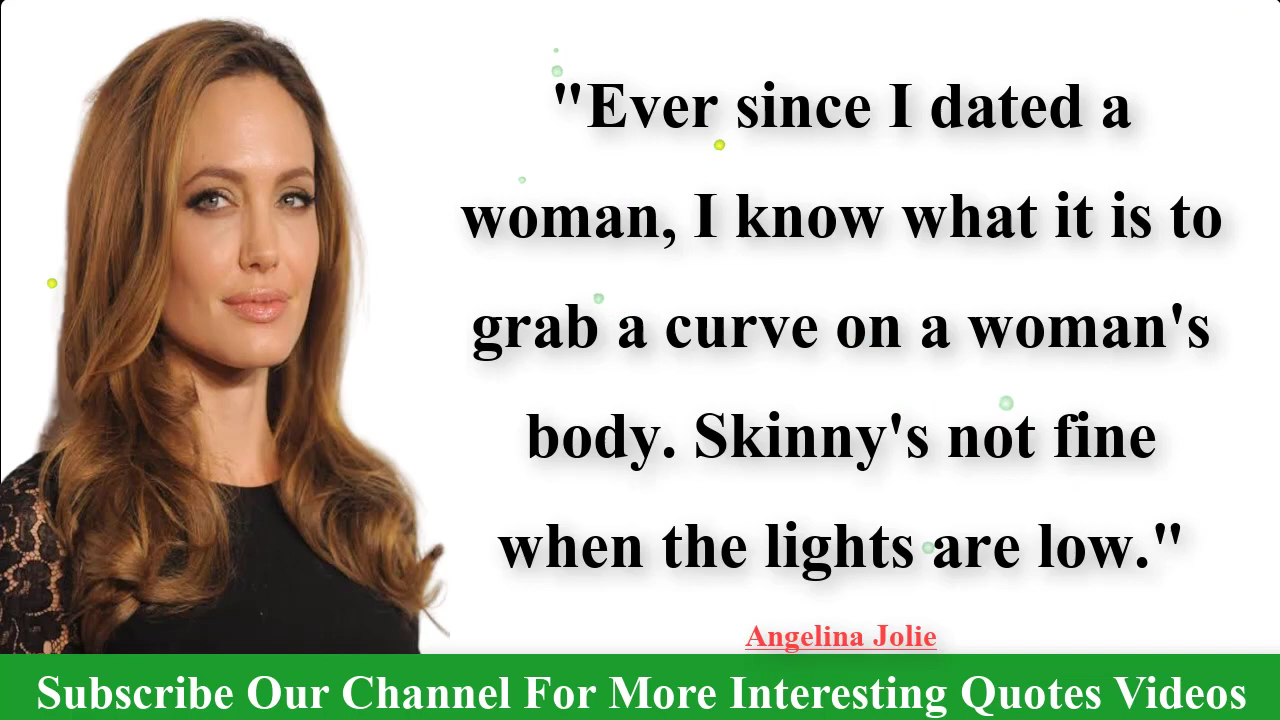 "Ever since I dated a
woman, I know what it is to
grab a curve on a woman's
body. Skinny's not fine
when the lights are low."
Angelina Jolie
Subscribe Our Channel For More Interesting Quotes Videos